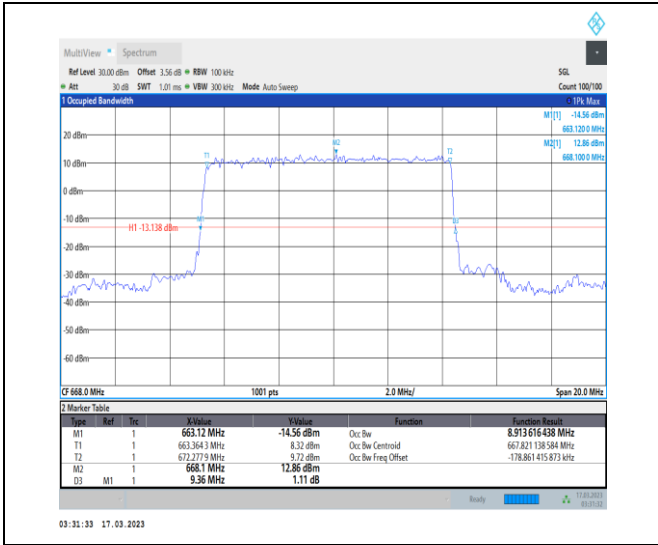 MultiView Spectrum
Ref Level 30.00 dBm Offset 3.56 dB RBW 100 kHz SGL
Att 30 dB SWT 1.01 ms VBW 300 kHz Mode Auto Sweep Count 100/100
1 Occupied Bandwidth 1Pk Max
M1[1] -14.56 dBm
663.120 0 MHz
M2[1] 12.86 dBm
668.100 0 MHz
20 dBm
M2
T1
T2
10 dBm
0 dBm
-10 dBm
H1 -13.138 dBm
-20 dBm
-30 dBm
-40 dBm
-50 dBm
-60 dBm
CF 668.0 MHz 1001 pts 2.0 MHz/ Span 20.0 MHz
2 Marker Table
Type Ref Trc X-Value Y-Value Function Function Result
M1 1 663.12 MHz -14.56 dBm Occ Bw 8.913 616 438 MHz
T1 1 663.364 3 MHz 8.32 dBm Occ Bw Centroid 667.821 138 584 MHz
T2 1 672.277 9 MHz 9.72 dBm Occ Bw Freq Offset -178.861 415 873 kHz
M2 1 668.1 MHz 12.86 dBm
D3 M1 1 9.36 MHz 1.11 dB
Ready 17.03.2023
03:31:32
03:31:33 17.03.2023